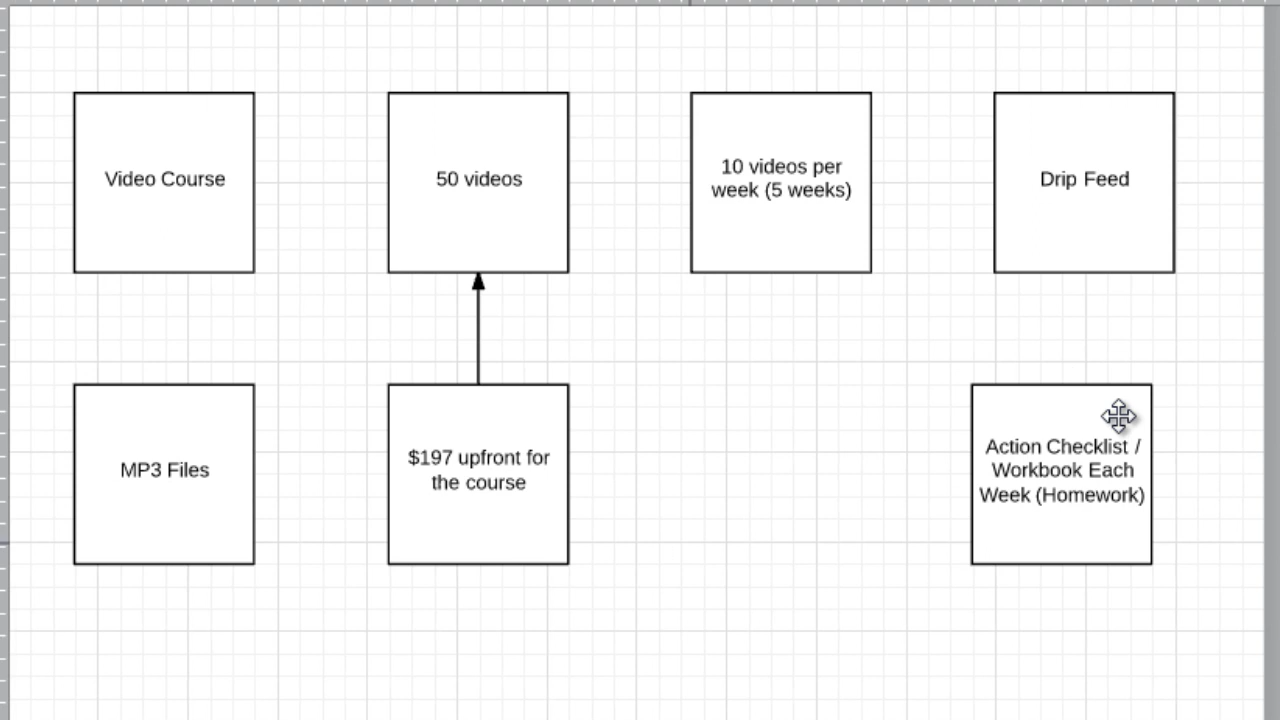 Video Course
50 videos
10 videos per
week (5 weeks)
Drip Feed
MP3 Files
$197 upfront for
the course
Action Checklist /
Workbook Each
Week (Homework)